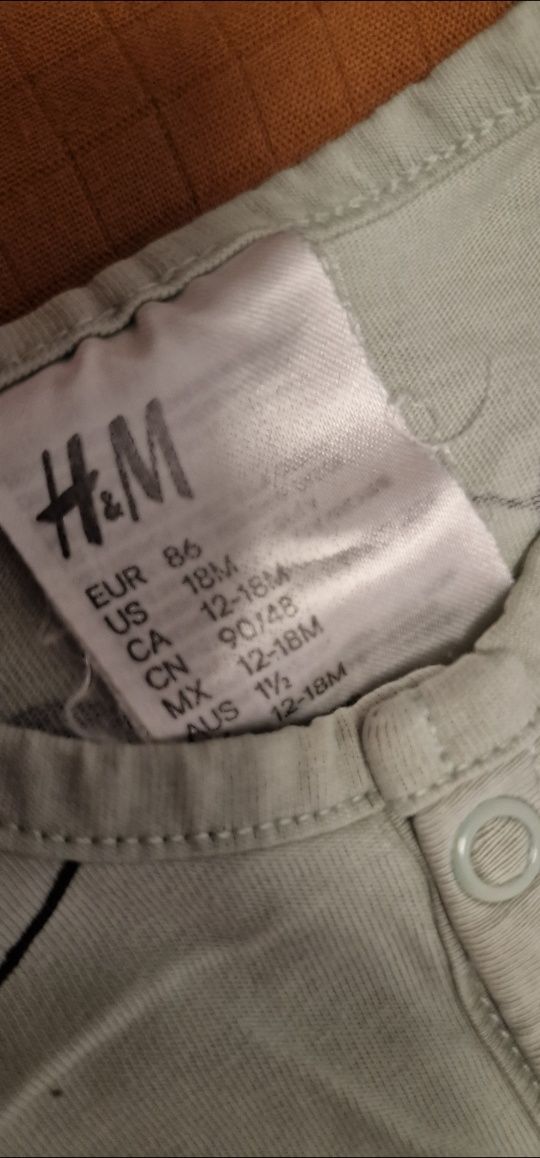 H&M
EUR 86
US 18M
CA 12-18M
CN 90/48
MX 12-18M
AUS 1½
12-18M